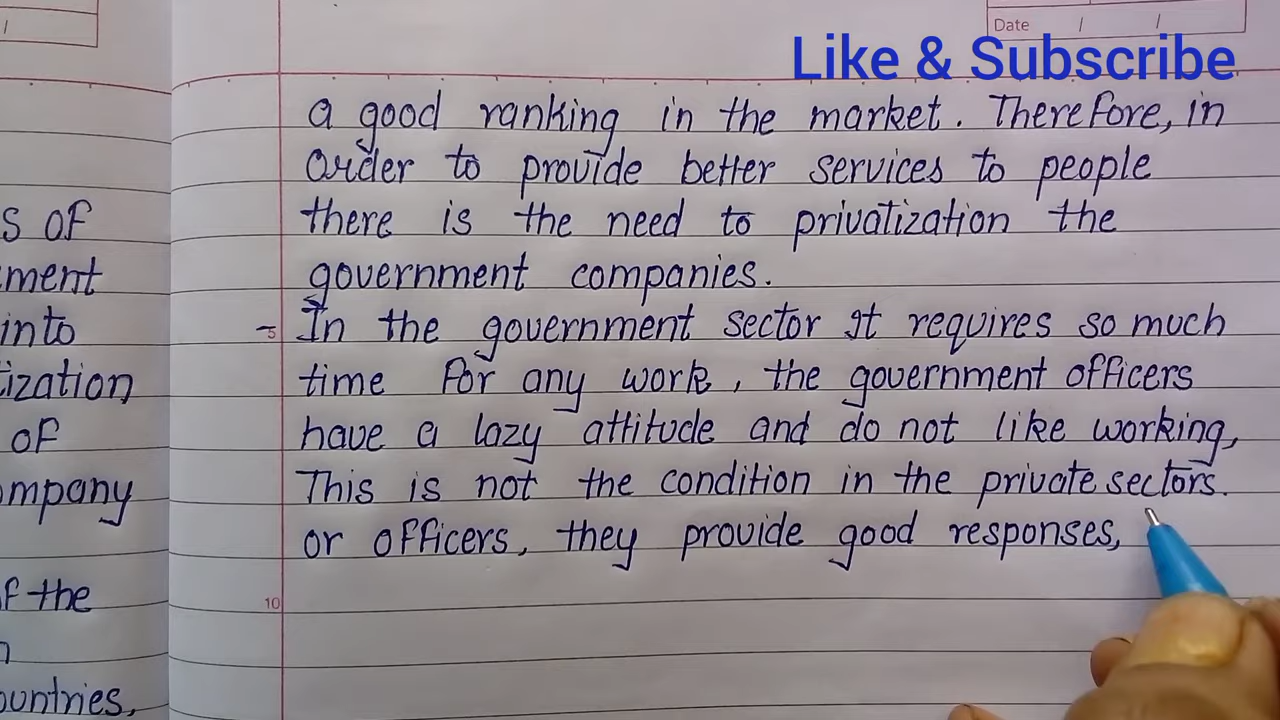 /
Date / /
Like & Subscribe
a good ranking in the market. Therefore, in
order to provide better services to people
there is the need to privatization the
government companies.
5 – In the government sector It requires so much
time for any work, the government officers
have a lazy attitude and do not like working,
This is not the condition in the private sectors.
or officers, they provide good responses,
10
s of
ment
into
ization
of
ompany
f the
n
ountries,